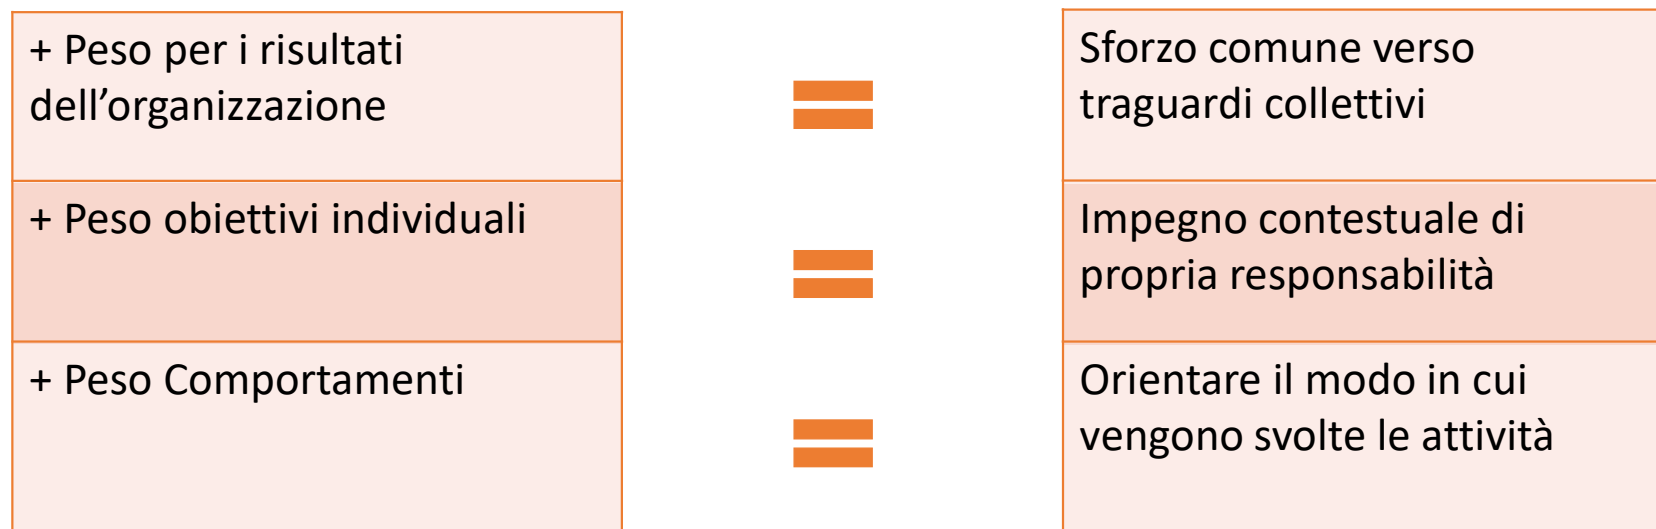 + Peso per i risultati
dell’organizzazione
Sforzo comune verso
traguardi collettivi
+ Peso obiettivi individuali
Impegno contestuale di
propria responsabilità
+ Peso Comportamenti
Orientare il modo in cui
vengono svolte le attività